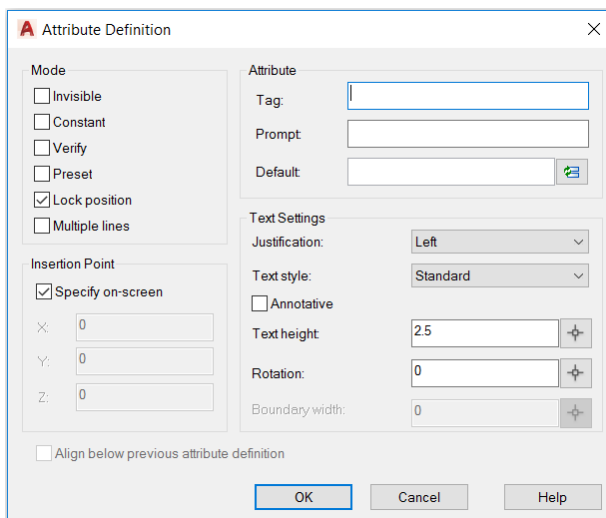 A Attribute Definition
Mode
Invisible
Constant
Verify
Preset
Lock position
Multiple lines
Attribute
Tag:
Prompt:
Default:
Insertion Point
Specify on-screen
X: 0
Y: 0
Z: 0
Text Settings
Justification: Left
Text style: Standard
Annotative
Text height: 2.5
Rotation: 0
Boundary width: 0
Align below previous attribute definition
OK Cancel Help